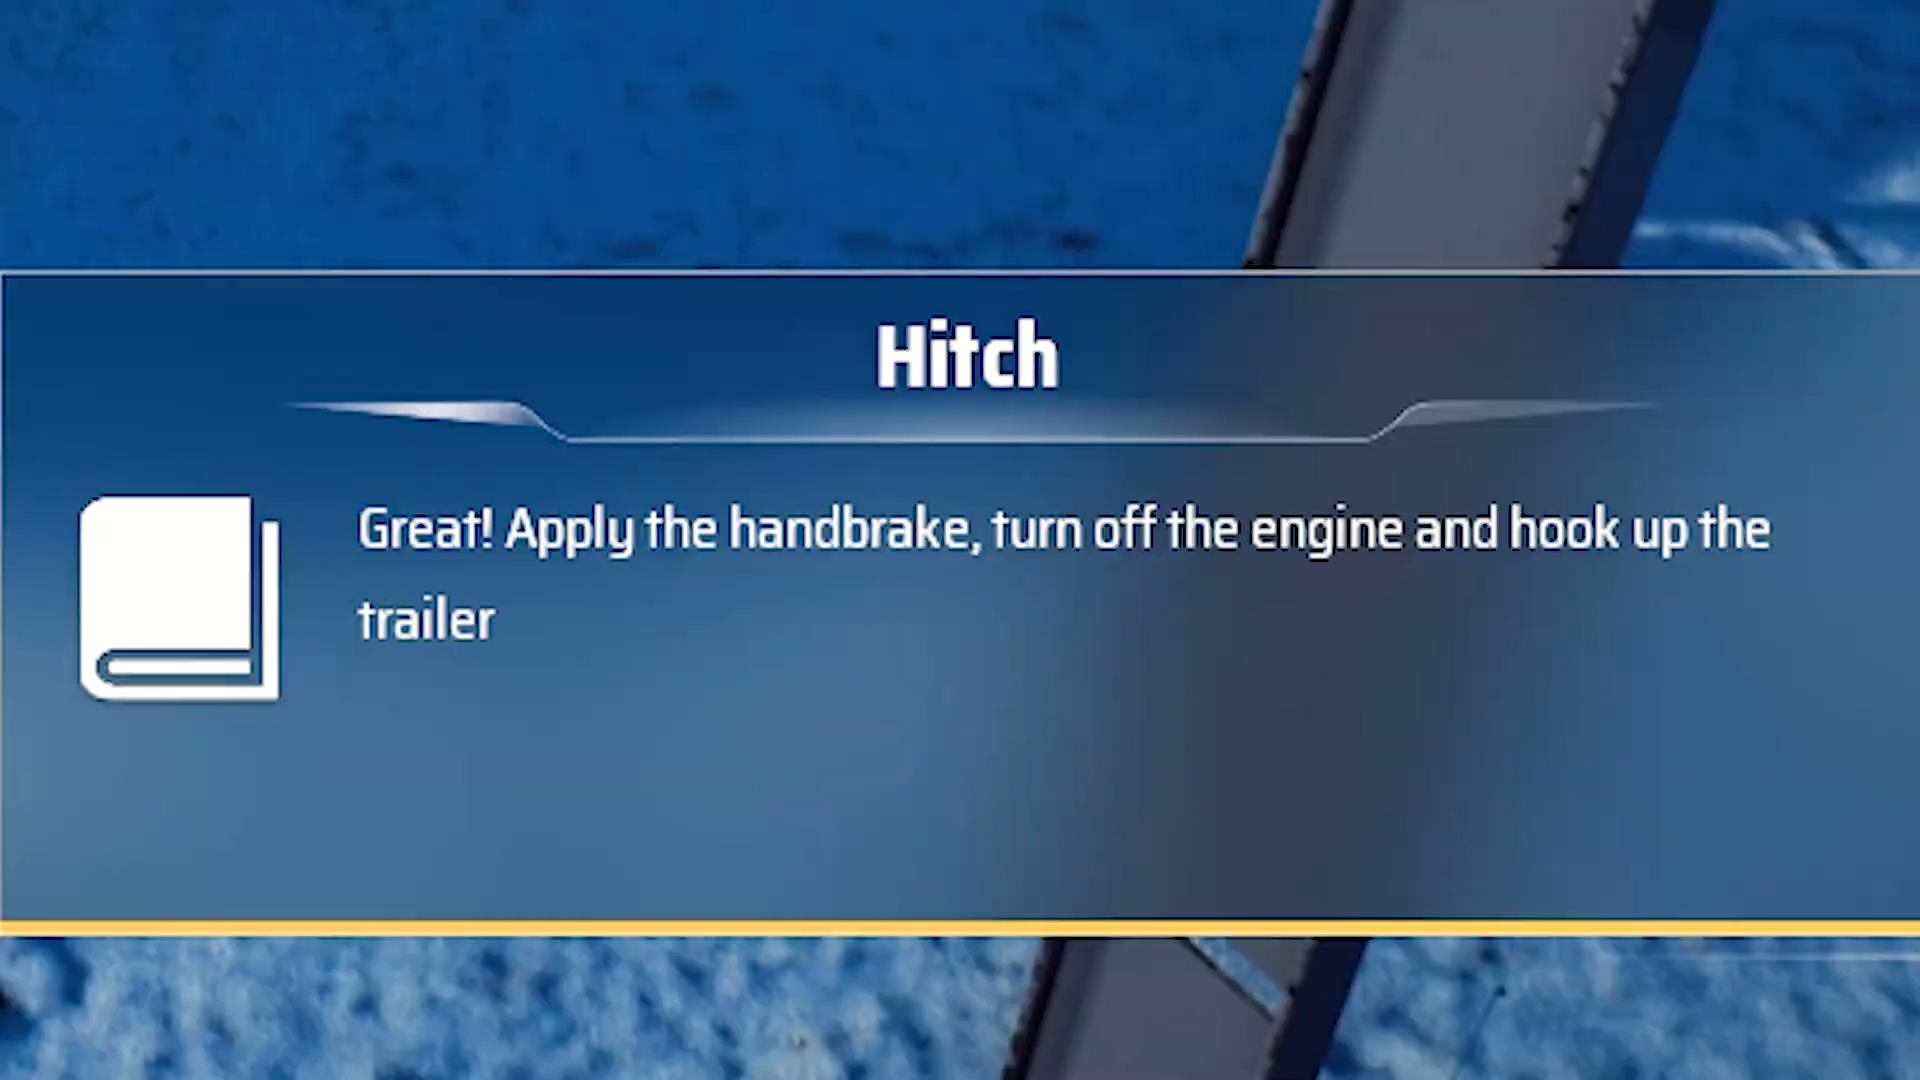 Hitch
Great! Apply the handbrake, turn off the engine and hook up the
trailer